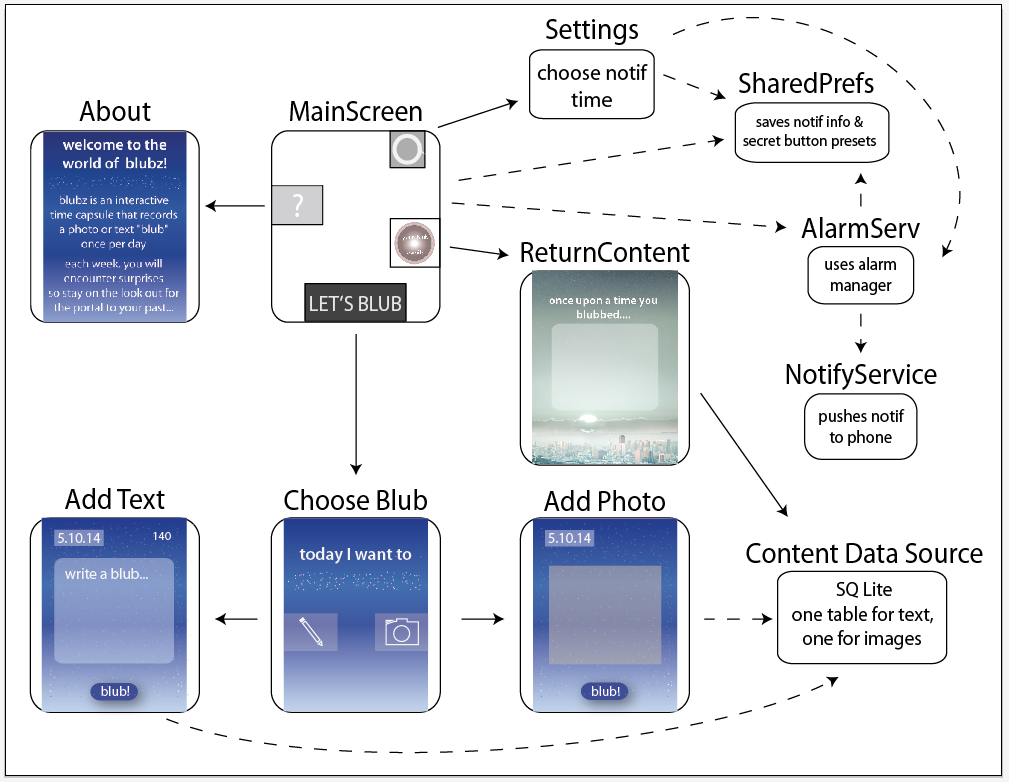 Settings
choose notif
time
SharedPrefs
saves notif info &
secret button presets
About
welcome to the
world of blubz!
blubz is an interactive
time capsule that records
a photo or text "blub"
once per day
each week, you will
encounter surprises
so stay on the look out for
the portal to your past...
MainScreen
?
LET'S BLUB
AlarmServ
uses alarm
manager
ReturnContent
once upon a time you
blubbed....
NotifyService
pushes notif
to phone
Add Text
5.10.14
140
write a blub...
blub!
Choose Blub
today I want to
Add Photo
5.10.14
blub!
Content Data Source
SQ Lite
one table for text,
one for images